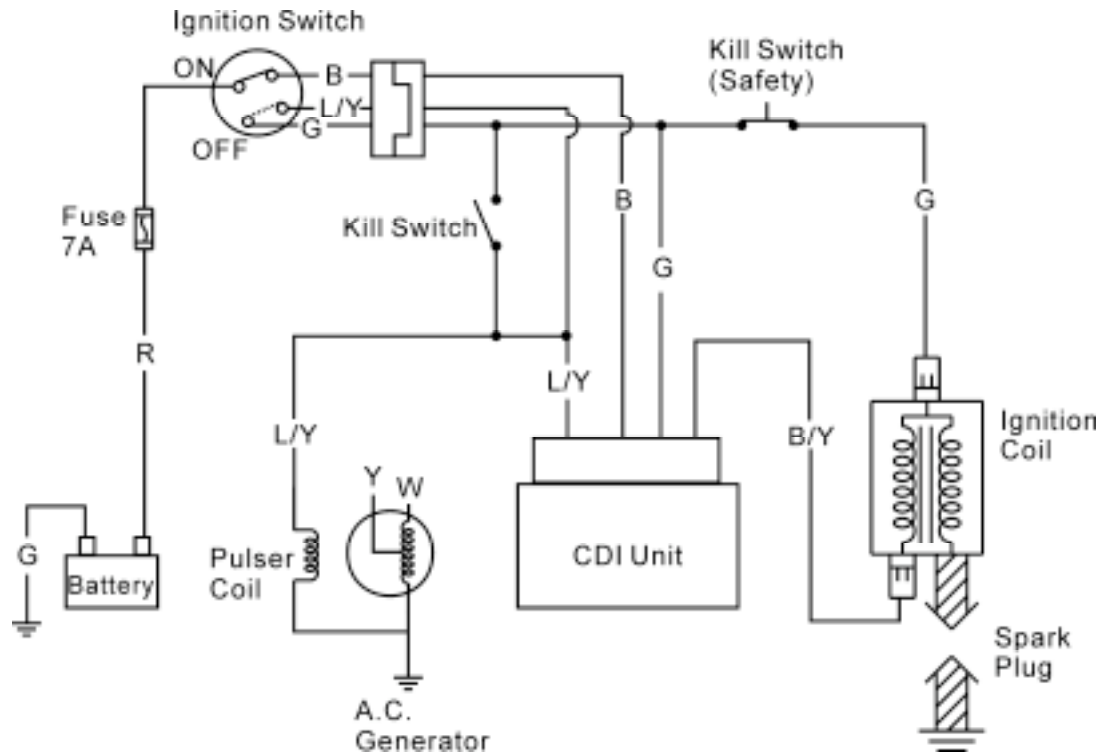 Ignition Switch
Kill Switch
(Safety)
ON
B
L/Y
G
OFF
Fuse
7A
Kill Switch
B
G
G
R
L/Y
L/Y
B/Y
Ignition
Coil
Y
W
G
Battery
Pulser
Coil
CDI Unit
Spark
Plug
A.C.
Generator